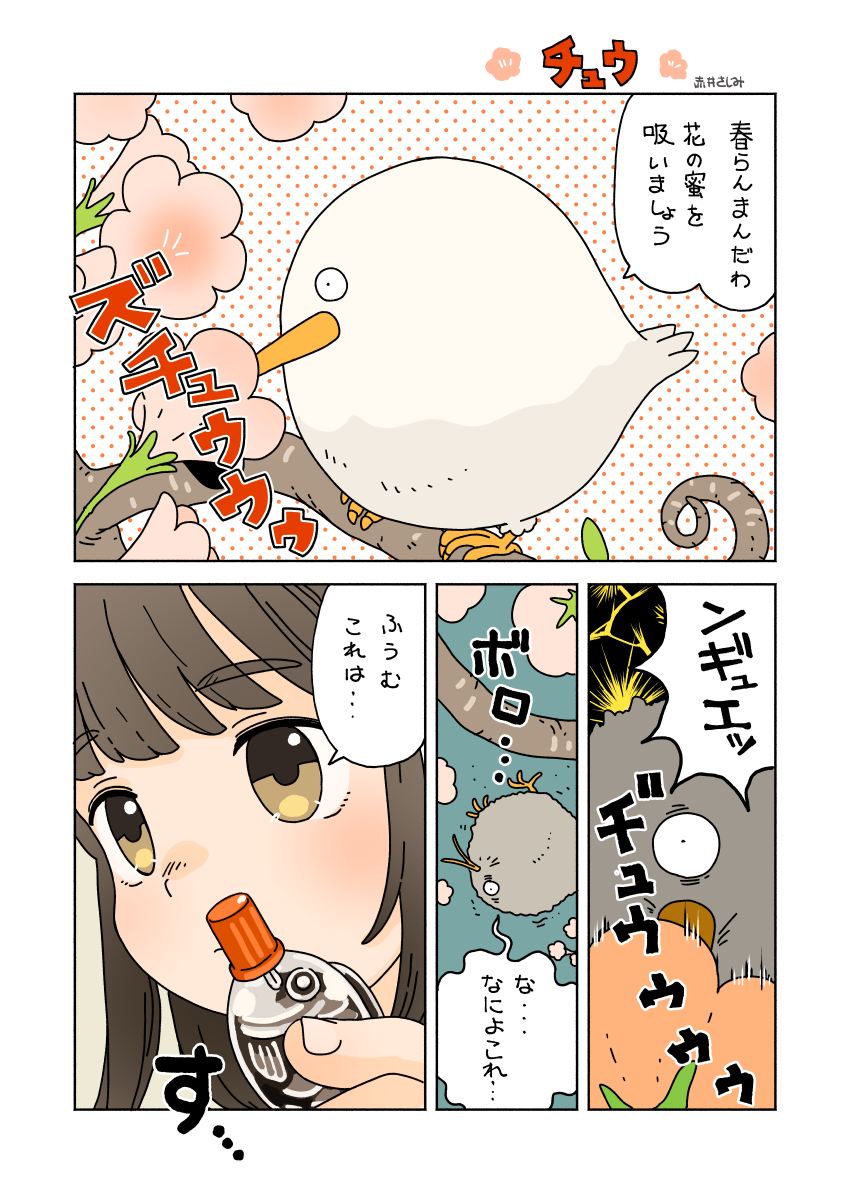 チュウ
赤井さしみ
春らんまんだわ
花の蜜を
吸いましょう
ズチュウウウゥ
ンギュエッ
ヂュウウゥゥゥ
ボロ・・・
な・・・
なによこれ・・・
ふうむ
これは・・・
す・・・